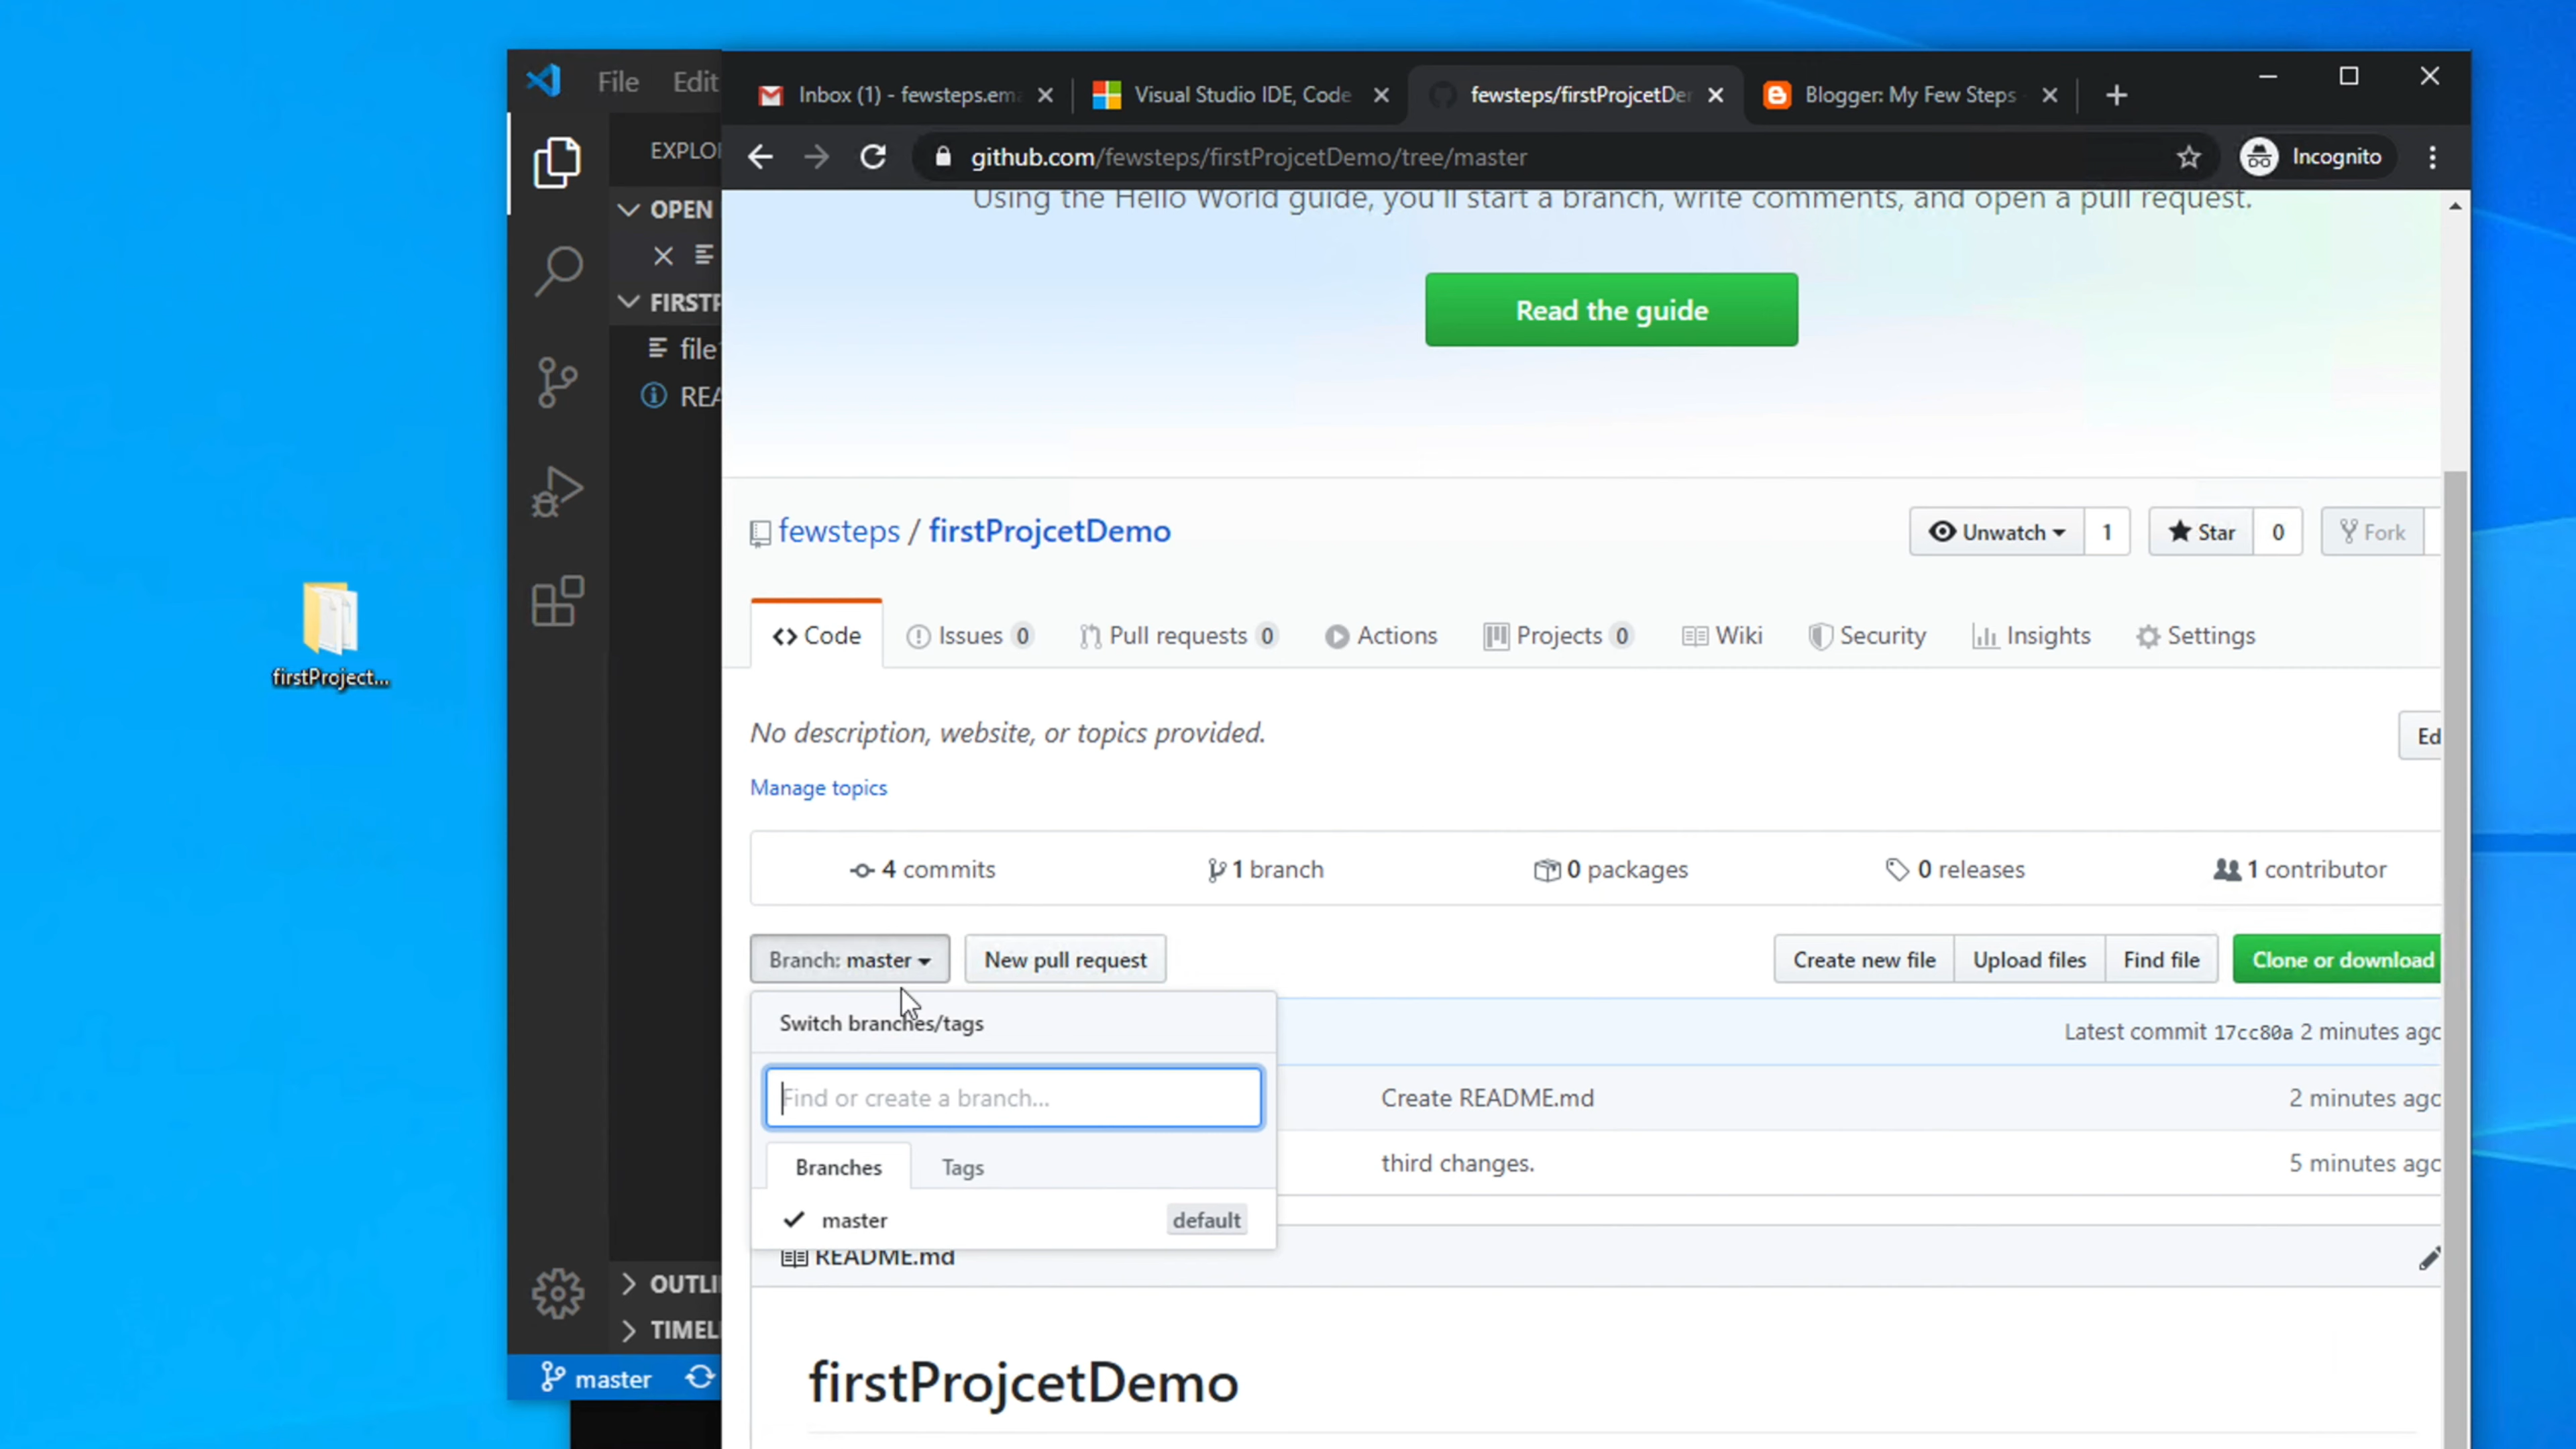 File Edit
Inbox (1) - fewsteps.ema
Visual Studio IDE, Code
fewsteps/firstProjcetDer
Blogger: My Few Steps
github.com/fewsteps/firstProjcetDemo/tree/master
Incognito
EXPLO
OPEN
FIRSTP
file
REA
Using the Hello World guide, you'll start a branch, write comments, and open a pull request.
Read the guide
fewsteps / firstProjcetDemo
Unwatch 1
Star 0
Fork
Code
Issues 0
Pull requests 0
Actions
Projects 0
Wiki
Security
Insights
Settings
firstProject...
No description, website, or topics provided.
Ed
Manage topics
4 commits
1 branch
0 packages
0 releases
1 contributor
Branch: master
New pull request
Create new file
Upload files
Find file
Clone or download
Switch branches/tags
Latest commit 17cc80a 2 minutes ago
Find or create a branch...
Create README.md
2 minutes ago
Branches
Tags
third changes.
5 minutes ago
master
default
README.md
OUTLI
TIMEL
firstProjcetDemo
master